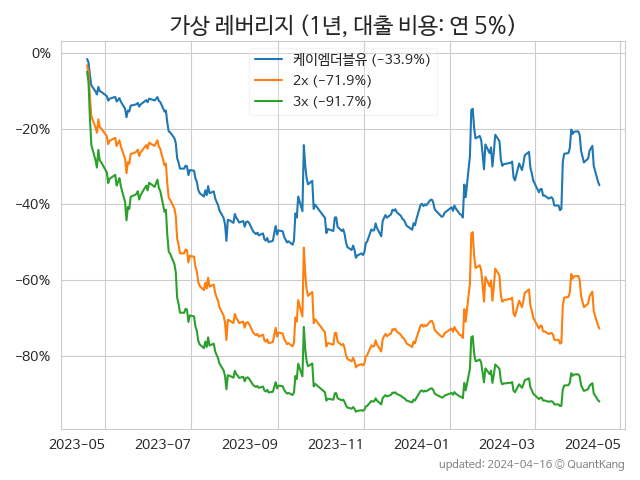 가상 레버리지 (1년, 대출 비용: 연 5%)
케이엠더블유 (−33.9%)
2x (−71.9%)
3x (−91.7%)
0%
−20%
−40%
−60%
−80%
2023-05 2023-07 2023-09 2023-11 2024-01 2024-03 2024-05
updated: 2024-04-16 © QuantKang